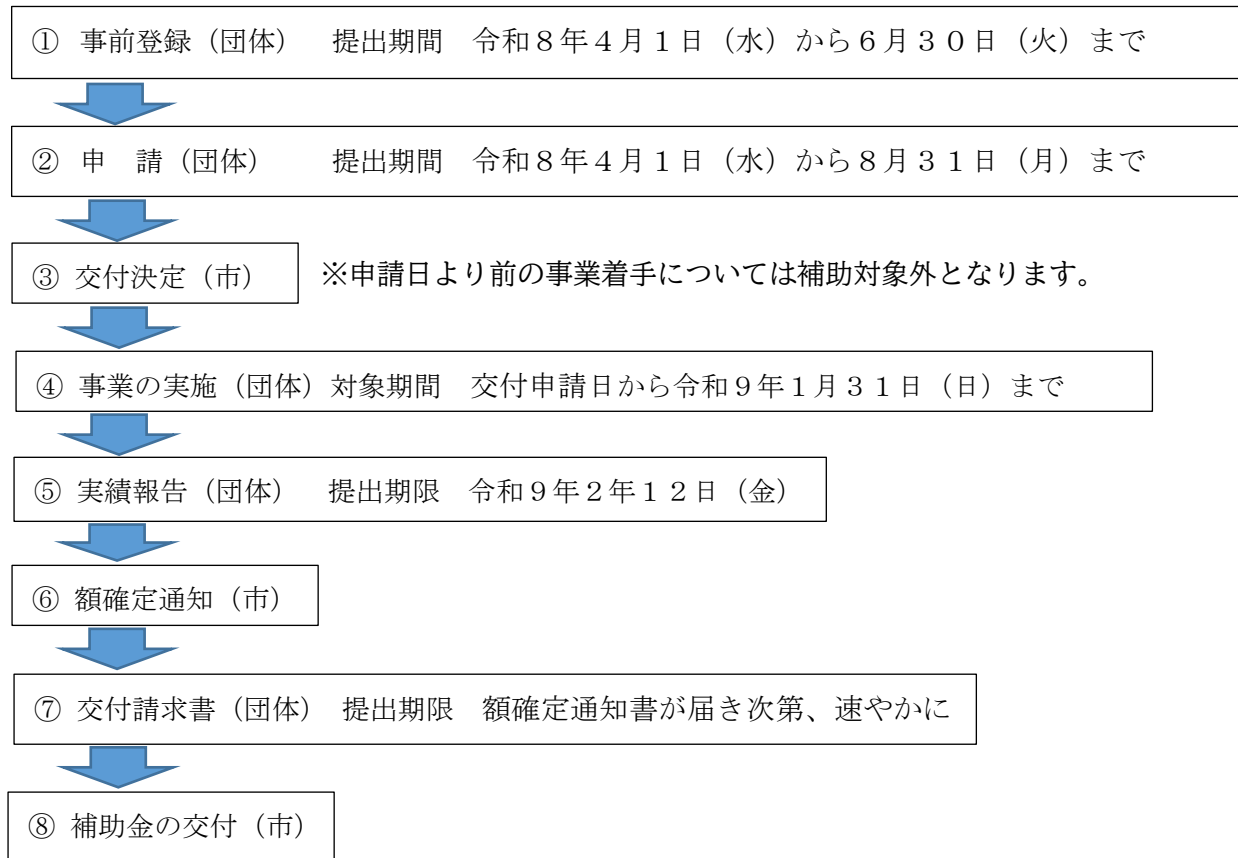 ① 事前登録（団体）　提出期間　令和８年４月１日（水）から６月３０日（火）まで
② 申　請（団体）　　提出期間　令和８年４月１日（水）から８月３１日（月）まで
③ 交付決定（市）　※申請日より前の事業着手については補助対象外となります。
④ 事業の実施（団体）対象期間　交付申請日から令和９年１月３１日（日）まで
⑤ 実績報告（団体）　提出期限　令和９年２年１２日（金）
⑥ 額確定通知（市）
⑦ 交付請求書（団体）　提出期限　額確定通知書が届き次第、速やかに
⑧ 補助金の交付（市）